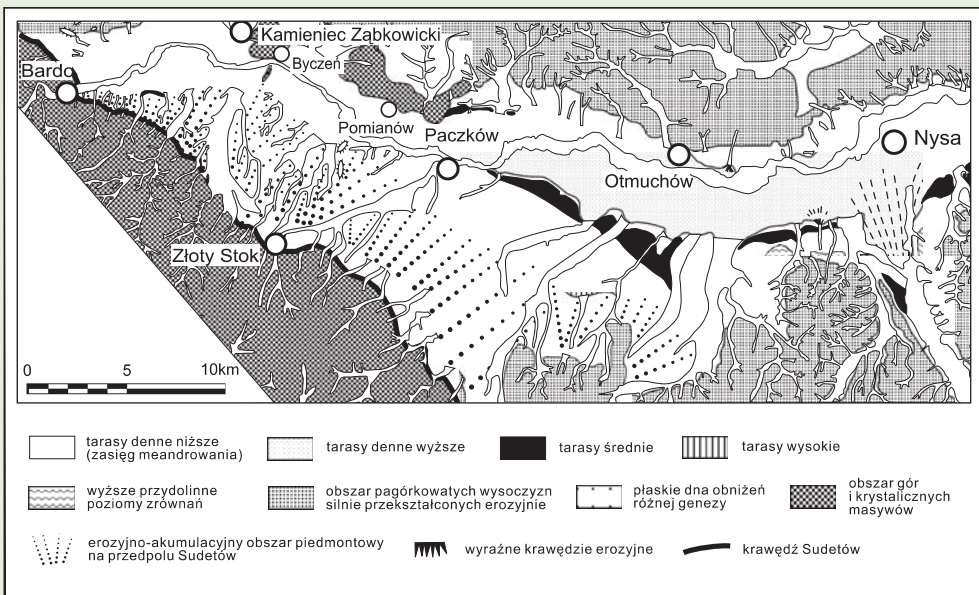 Kamieniec Ząbkowicki
Byczeń
Bardo
Pomianów
Paczków
Nysa
Otmuchów
Złoty Stok
0 5 10km
tarasy denne niższe
(zasięg meandrowania)
tarasy denne wyższe
tarasy średnie
tarasy wysokie
wyższe przydolinne
poziomy zrównań
obszar pagórkowatych wysoczyzn
silnie przekształconych erozyjnie
płaskie dna obniżeń
różnej genezy
obszar gór
i krystalicznych
masywów
erozyjno-akumulacyjny obszar piedmontowy
na przedpolu Sudetów
wyraźne krawędzie erozyjne
krawędź Sudetów